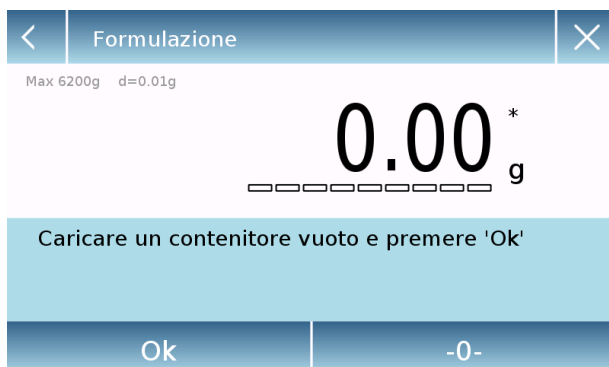 Formulazione
Max 6200g d=0.01g
0.00 *
g
Caricare un contenitore vuoto e premere 'Ok'
Ok -0-